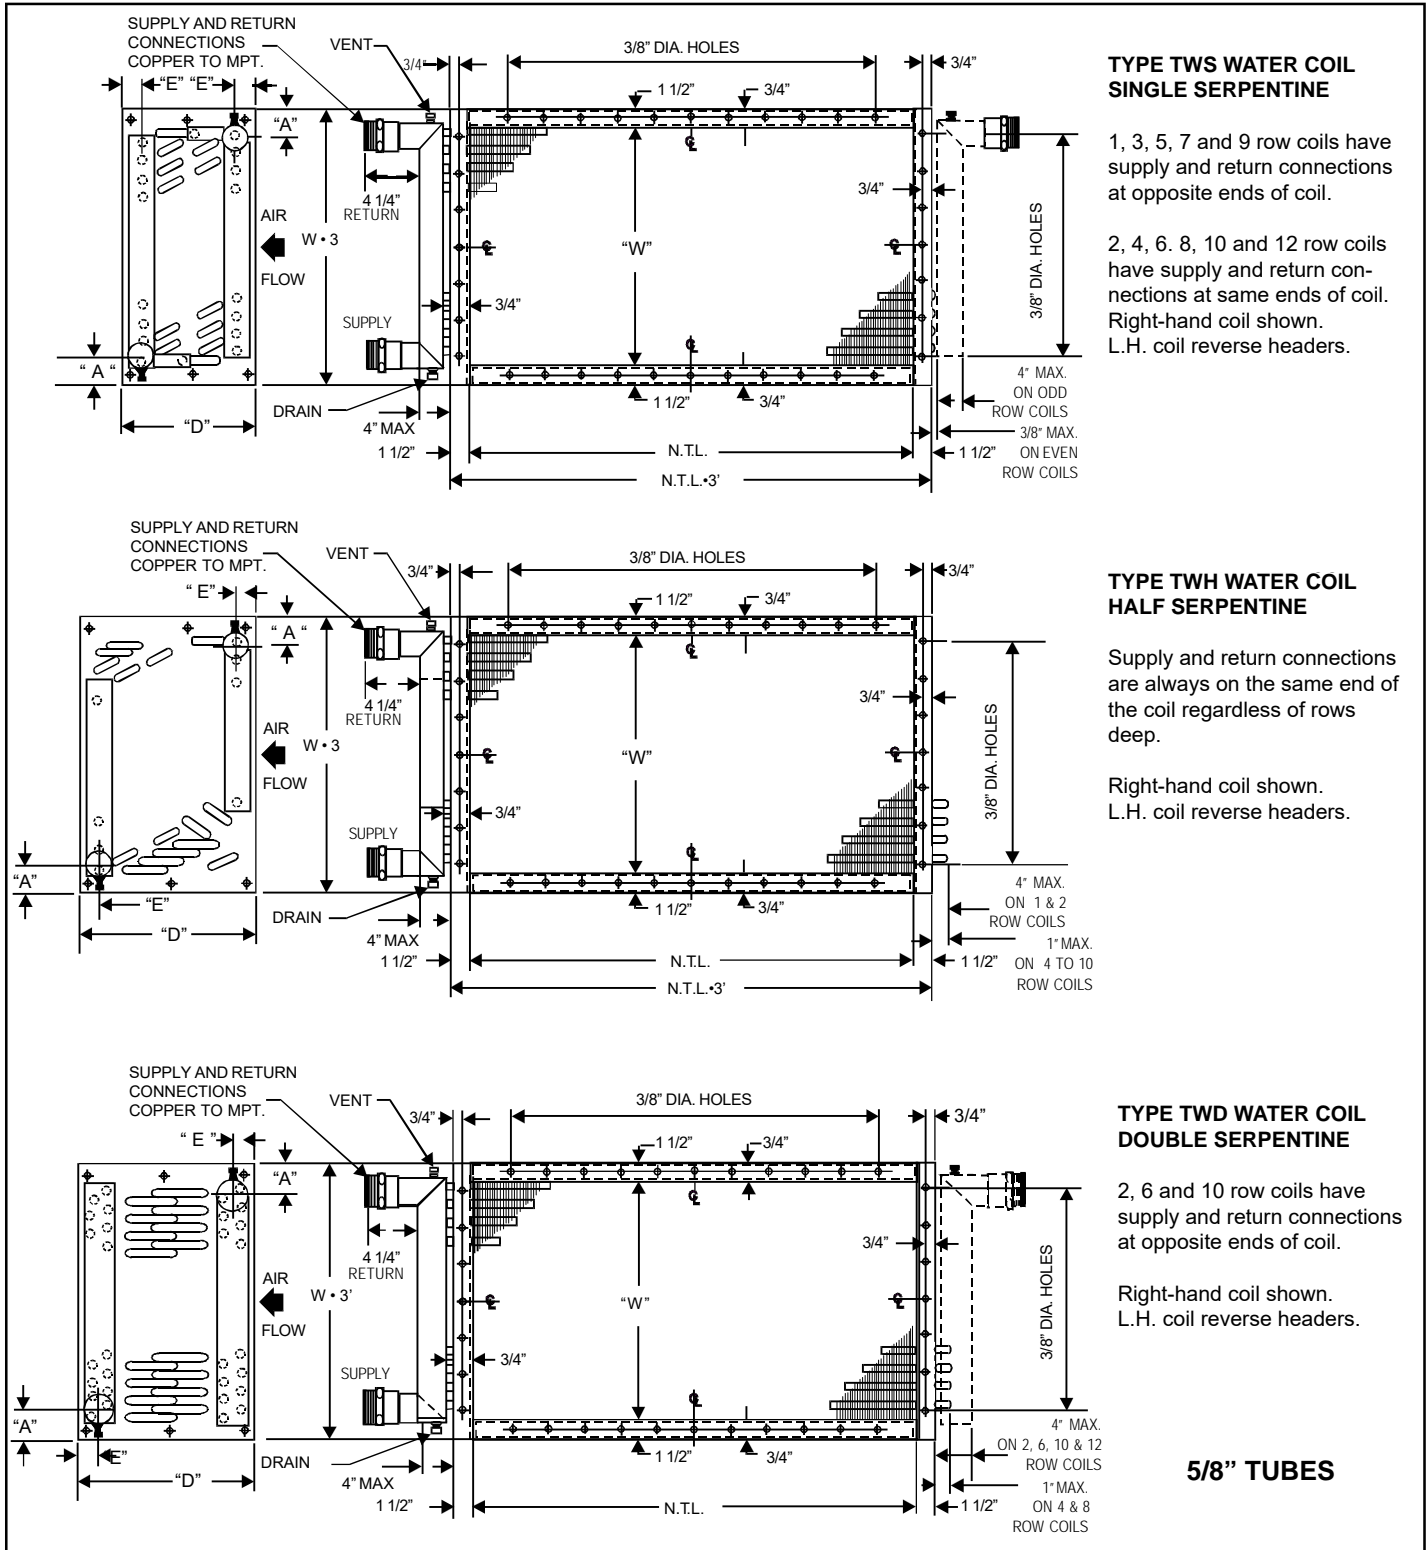 SUPPLY AND RETURN
CONNECTIONS
COPPER TO MPT.
VENT
3/4"
3/8" DIA. HOLES
3/4"
"E" "E"
"A"
1 1/2"
3/4"
4 1/4"
RETURN
AIR
FLOW
W • 3
"W"
3/4"
3/8" DIA. HOLES
3/4"
SUPPLY
" A "
DRAIN
"D"
4" MAX
1 1/2"
1 1/2"
3/4"
N.T.L.
N.T.L.•3'
4" MAX.
ON ODD
ROW COILS
3/8" MAX.
1 1/2"
ON EVEN
ROW COILS
TYPE TWS WATER COIL
SINGLE SERPENTINE
1, 3, 5, 7 and 9 row coils have
supply and return connections
at opposite ends of coil.
2, 4, 6. 8, 10 and 12 row coils
have supply and return con-
nections at same ends of coil.
Right-hand coil shown.
L.H. coil reverse headers.
SUPPLY AND RETURN
CONNECTIONS
COPPER TO MPT.
VENT
3/4"
3/8" DIA. HOLES
3/4"
" E"
" A "
1 1/2"
3/4"
4 1/4"
RETURN
AIR
FLOW
W • 3
"W"
3/4"
3/8" DIA. HOLES
3/4"
SUPPLY
"A"
"E"
DRAIN
"D"
4" MAX
1 1/2"
1 1/2"
3/4"
N.T.L.
N.T.L.•3'
4" MAX.
ON 1 & 2
ROW COILS
1" MAX.
1 1/2"
ON 4 TO 10
ROW COILS
TYPE TWH WATER COIL
HALF SERPENTINE
Supply and return connections
are always on the same end of
the coil regardless of rows
deep.
Right-hand coil shown.
L.H. coil reverse headers.
SUPPLY AND RETURN
CONNECTIONS
COPPER TO MPT.
VENT
3/4"
3/8" DIA. HOLES
3/4"
" E "
"A"
1 1/2"
3/4"
4 1/4"
RETURN
AIR
FLOW
W • 3'
"W"
3/4"
3/8" DIA. HOLES
3/4"
SUPPLY
"A"
"E"
DRAIN
"D"
4" MAX
1 1/2"
1 1/2"
3/4"
N.T.L.
4" MAX.
ON 2, 6, 10 & 12
ROW COILS
1" MAX.
1 1/2"
ON 4 & 8
ROW COILS
TYPE TWD WATER COIL
DOUBLE SERPENTINE
2, 6 and 10 row coils have
supply and return connections
at opposite ends of coil.
Right-hand coil shown.
L.H. coil reverse headers.
5/8" TUBES